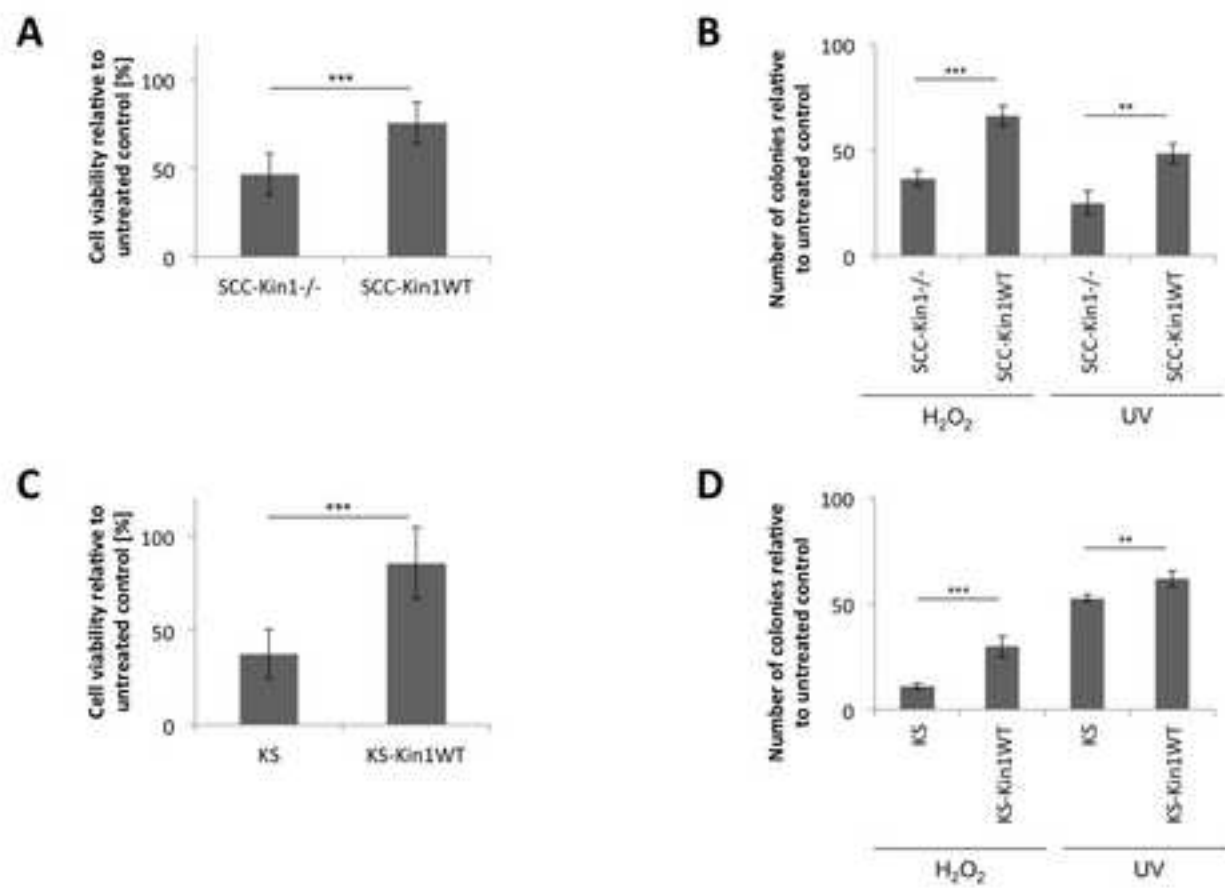 A
Cell viability relative to
untreated control [%]
100
50
0
***
SCC-Kin1-/-
SCC-Kin1WT
B
Number of colonies relative
to untreated control
100
50
0
***
**
SCC-Kin1-/-
SCC-Kin1WT
SCC-Kin1-/-
SCC-Kin1WT
H₂O₂
UV
C
Cell viability relative to
untreated control [%]
100
50
0
***
KS
KS-Kin1WT
D
Number of colonies relative
to untreated control
100
50
0
***
**
KS
KS-Kin1WT
KS
KS-Kin1WT
H₂O₂
UV